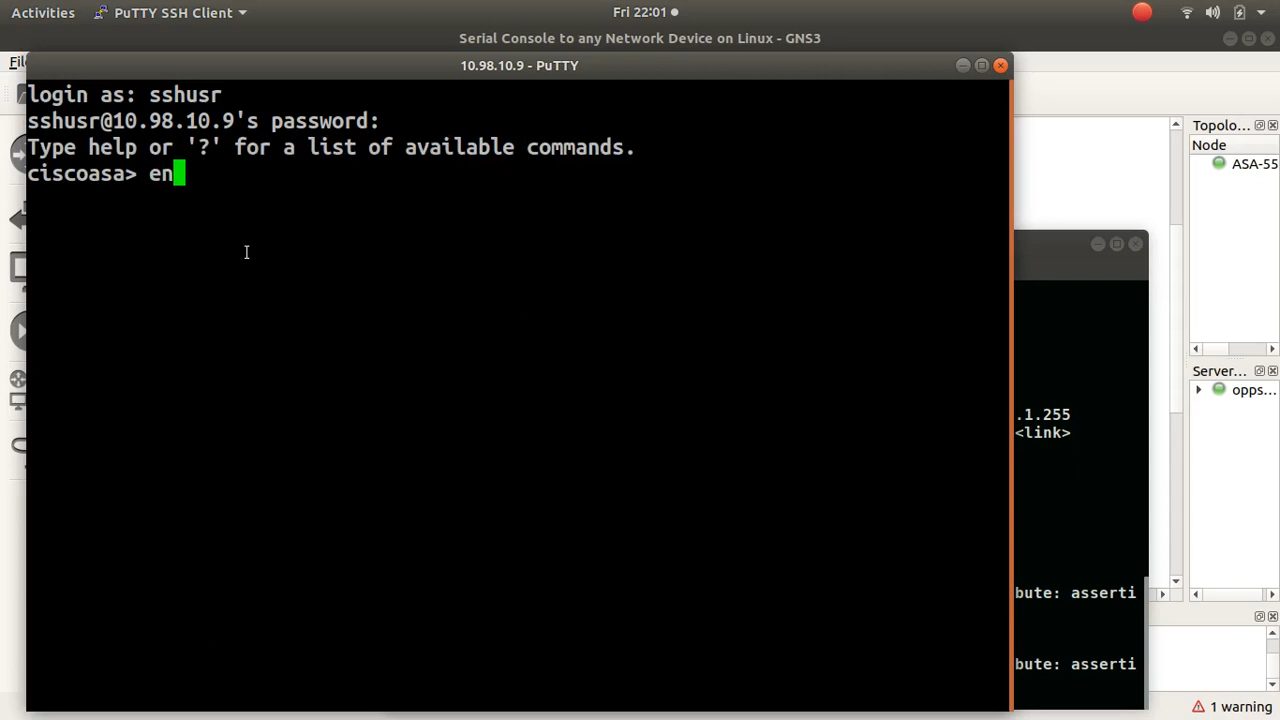 Activities
PuTTY SSH Client
Fri 22:01
Serial Console to any Network Device on Linux - GNS3
10.98.10.9 - PuTTY
login as: sshusr
sshusr@10.98.10.9's password:
Type help or '?' for a list of available commands.
ciscoasa> en
Topolo...
Node
ASA-55
.1.255
<link>
Server...
opps...
bute: asserti
bute: asserti
1 warning